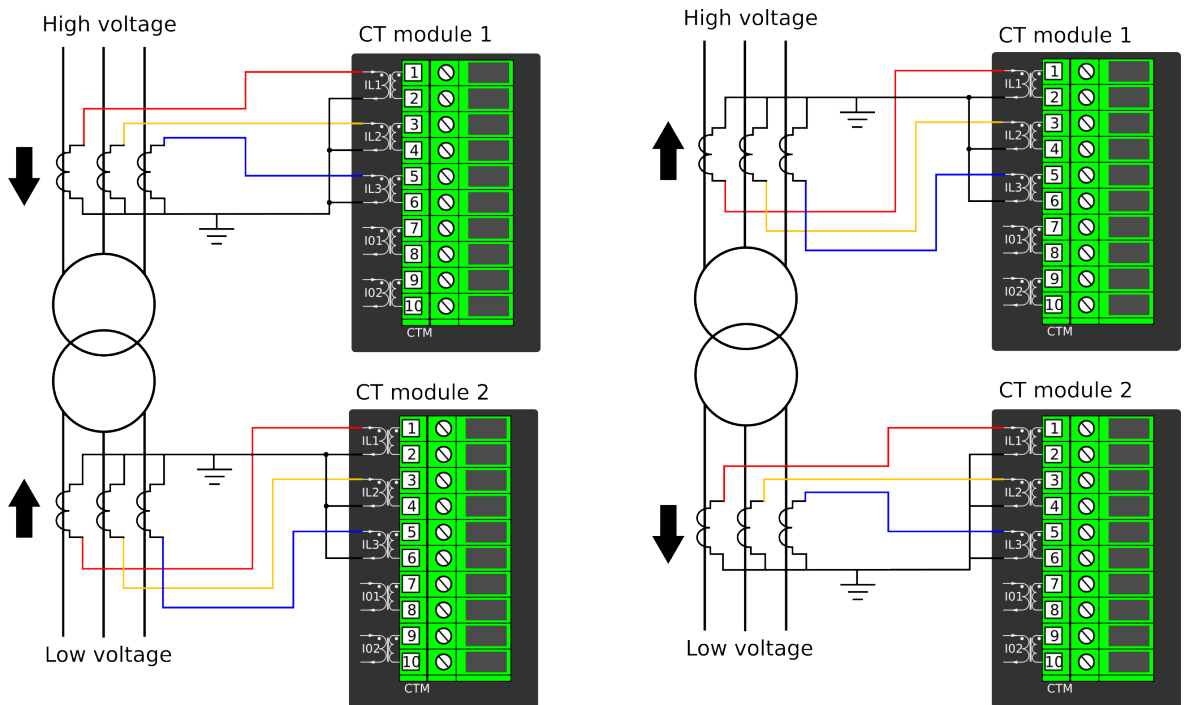 High voltage
CT module 1
IL1
1
2
IL2
3
4
IL3
5
6
I01
7
8
I02
9
10
CTM
CT module 2
IL1
1
2
IL2
3
4
IL3
5
6
I01
7
8
I02
9
10
CTM
Low voltage
High voltage
CT module 1
IL1
1
2
IL2
3
4
IL3
5
6
I01
7
8
I02
9
10
CTM
CT module 2
IL1
1
2
IL2
3
4
IL3
5
6
I01
7
8
I02
9
10
CTM
Low voltage